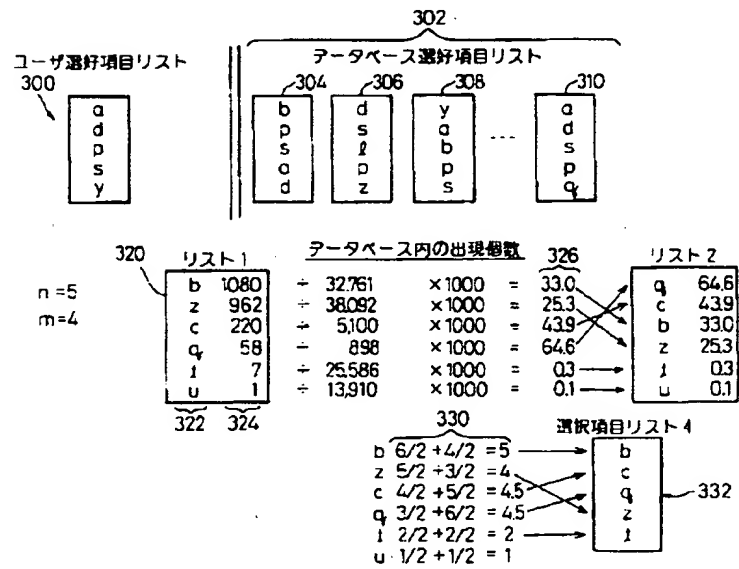 302
ユーザ選好項目リスト
データベース選好項目リスト
300
304
306
308
310
a
d
p
s
y
b
p
s
a
d
d
s
ℓ
p
z
y
a
b
p
s
a
d
s
p
q
320
リスト1
データベース内の出現個数
326
リスト2
n=5
m=4
b 1080 ÷ 32.761 ×1000 = 33.0
z 962 ÷ 38.092 ×1000 = 25.3
c 220 ÷ 5,100 ×1000 = 43.9
q 58 ÷ 898 ×1000 = 64.6
t 7 ÷ 25,586 ×1000 = 0.3
u 1 ÷ 13,910 ×1000 = 0.1
q 64.6
c 43.9
b 33.0
z 25.3
t 0.3
u 0.1
322
324
330
選択項目リスト4
b 6/2 +4/2 =5
z 5/2 +3/2 =4
c 4/2 +5/2 =4.5
q 3/2 +6/2 =4.5
t 2/2 +2/2 =2
u 1/2 +1/2 =1
b
c
q
z
t
332